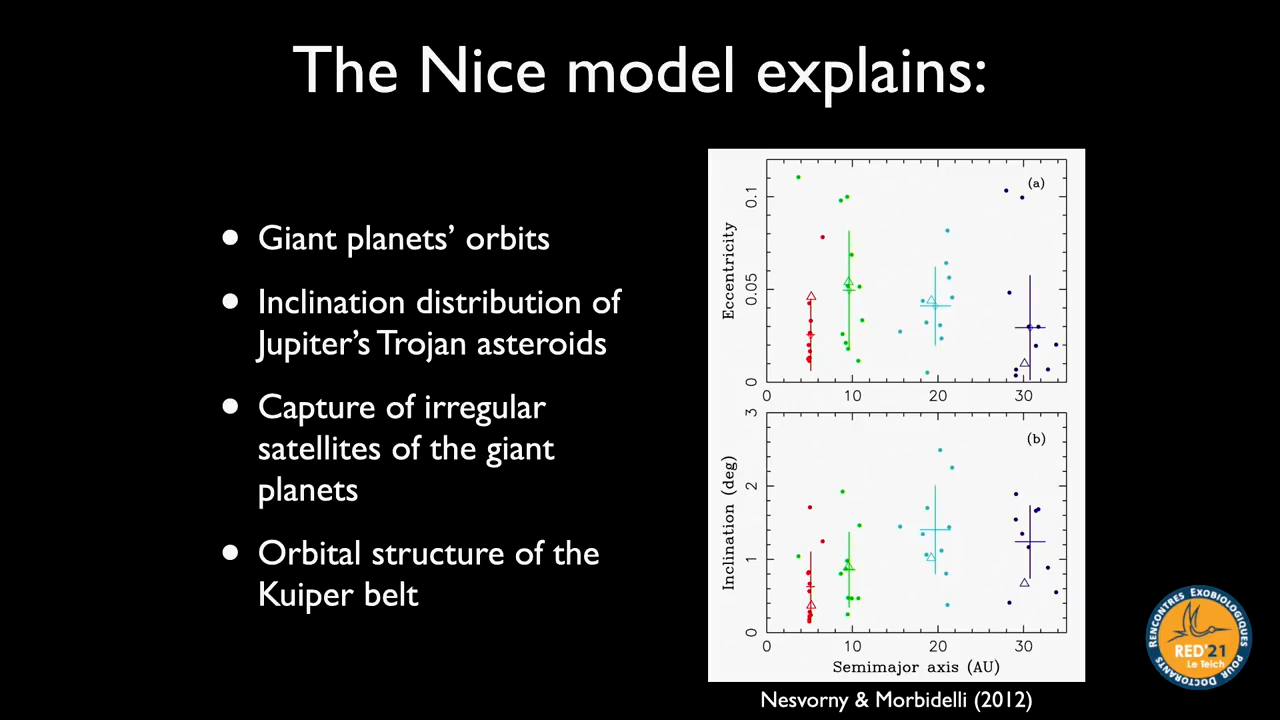 The Nice model explains:
• Giant planets’ orbits
• Inclination distribution of
Jupiter’s Trojan asteroids
• Capture of irregular
satellites of the giant
planets
• Orbital structure of the
Kuiper belt
(a)
Eccentricity
0.1
0.05
0
0 10 20 30
(b)
Inclination (deg)
3
2
1
0
0 10 20 30
Semimajor axis (AU)
Nesvorny & Morbidelli (2012)
RENCONTRES EXOBIOLOGIQUES
POUR DOCTORANTS
RED'21
Le Teich